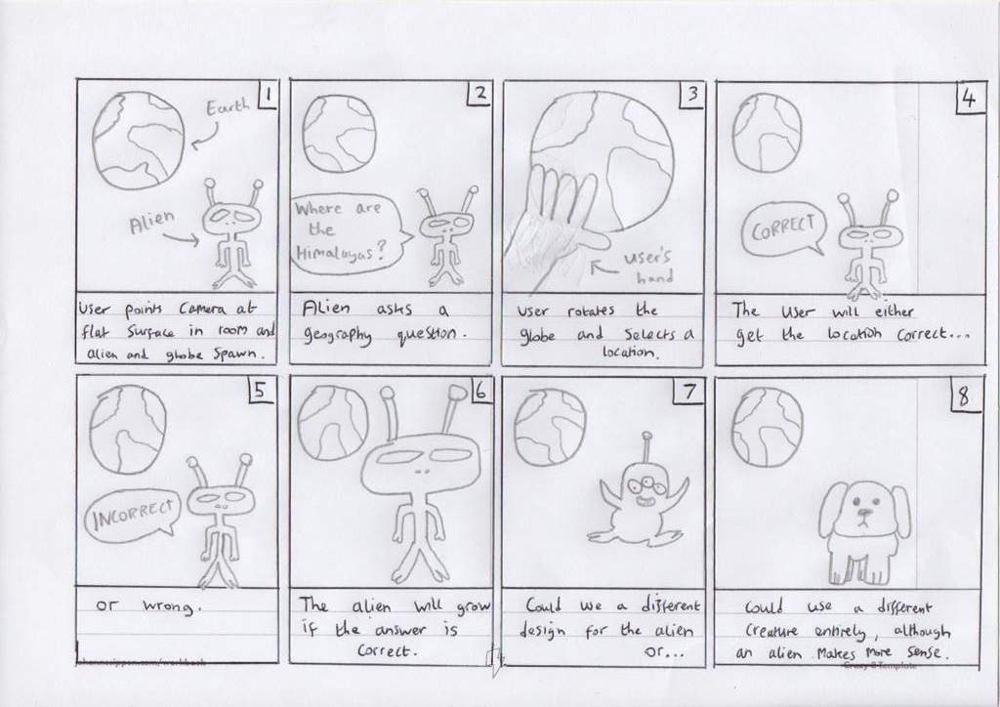 1
Earth
Alien
User points Camera at
flat Surface in room and
alien and globe Spawn.
2
Where are
the
Himalayas?
Alien asks a
geography question.
3
User's
hand
User rotates the
globe and Selects a
location.
4
CORRECT
The User will either
get the location Correct...
5
INCORRECT
or wrong.
6
The alien will grow
if the answer is
Correct.
7
Could use a different
design for the alien
or...
8
Could use a different
Creature entirely, although
an alien Makes More Sense.
Crazy 8 Template